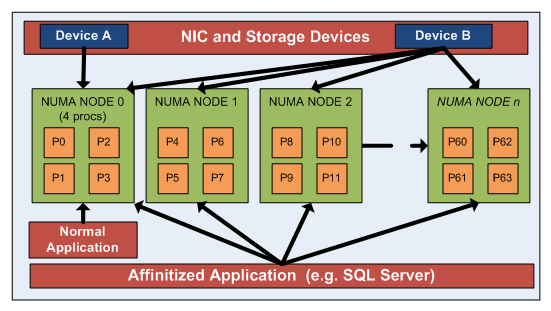 Device A
NIC and Storage Devices
Device B
NUMA NODE 0
(4 procs)
NUMA NODE 1
NUMA NODE 2
NUMA NODE n
P0
P2
P4
P6
P8
P10
P60
P62
P1
P3
P5
P7
P9
P11
P61
P63
Normal
Application
Affinitized Application (e.g. SQL Server)